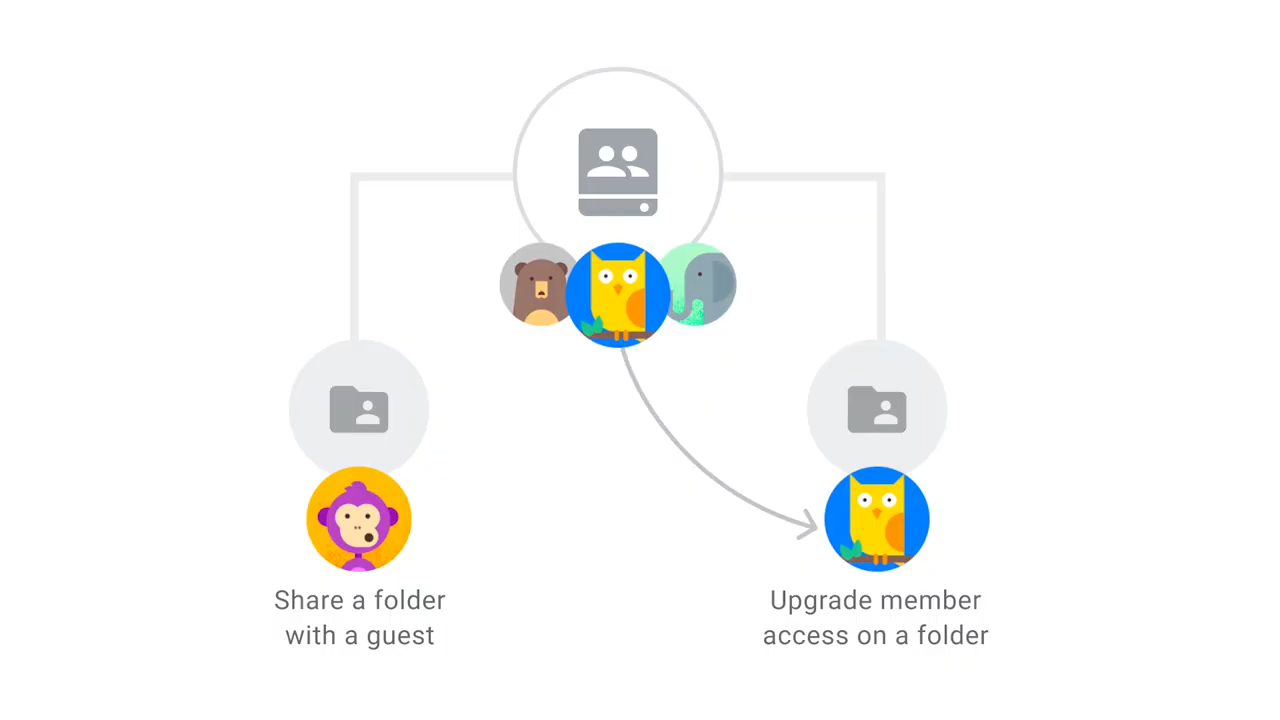 Share a folder
with a guest
Upgrade member
access on a folder